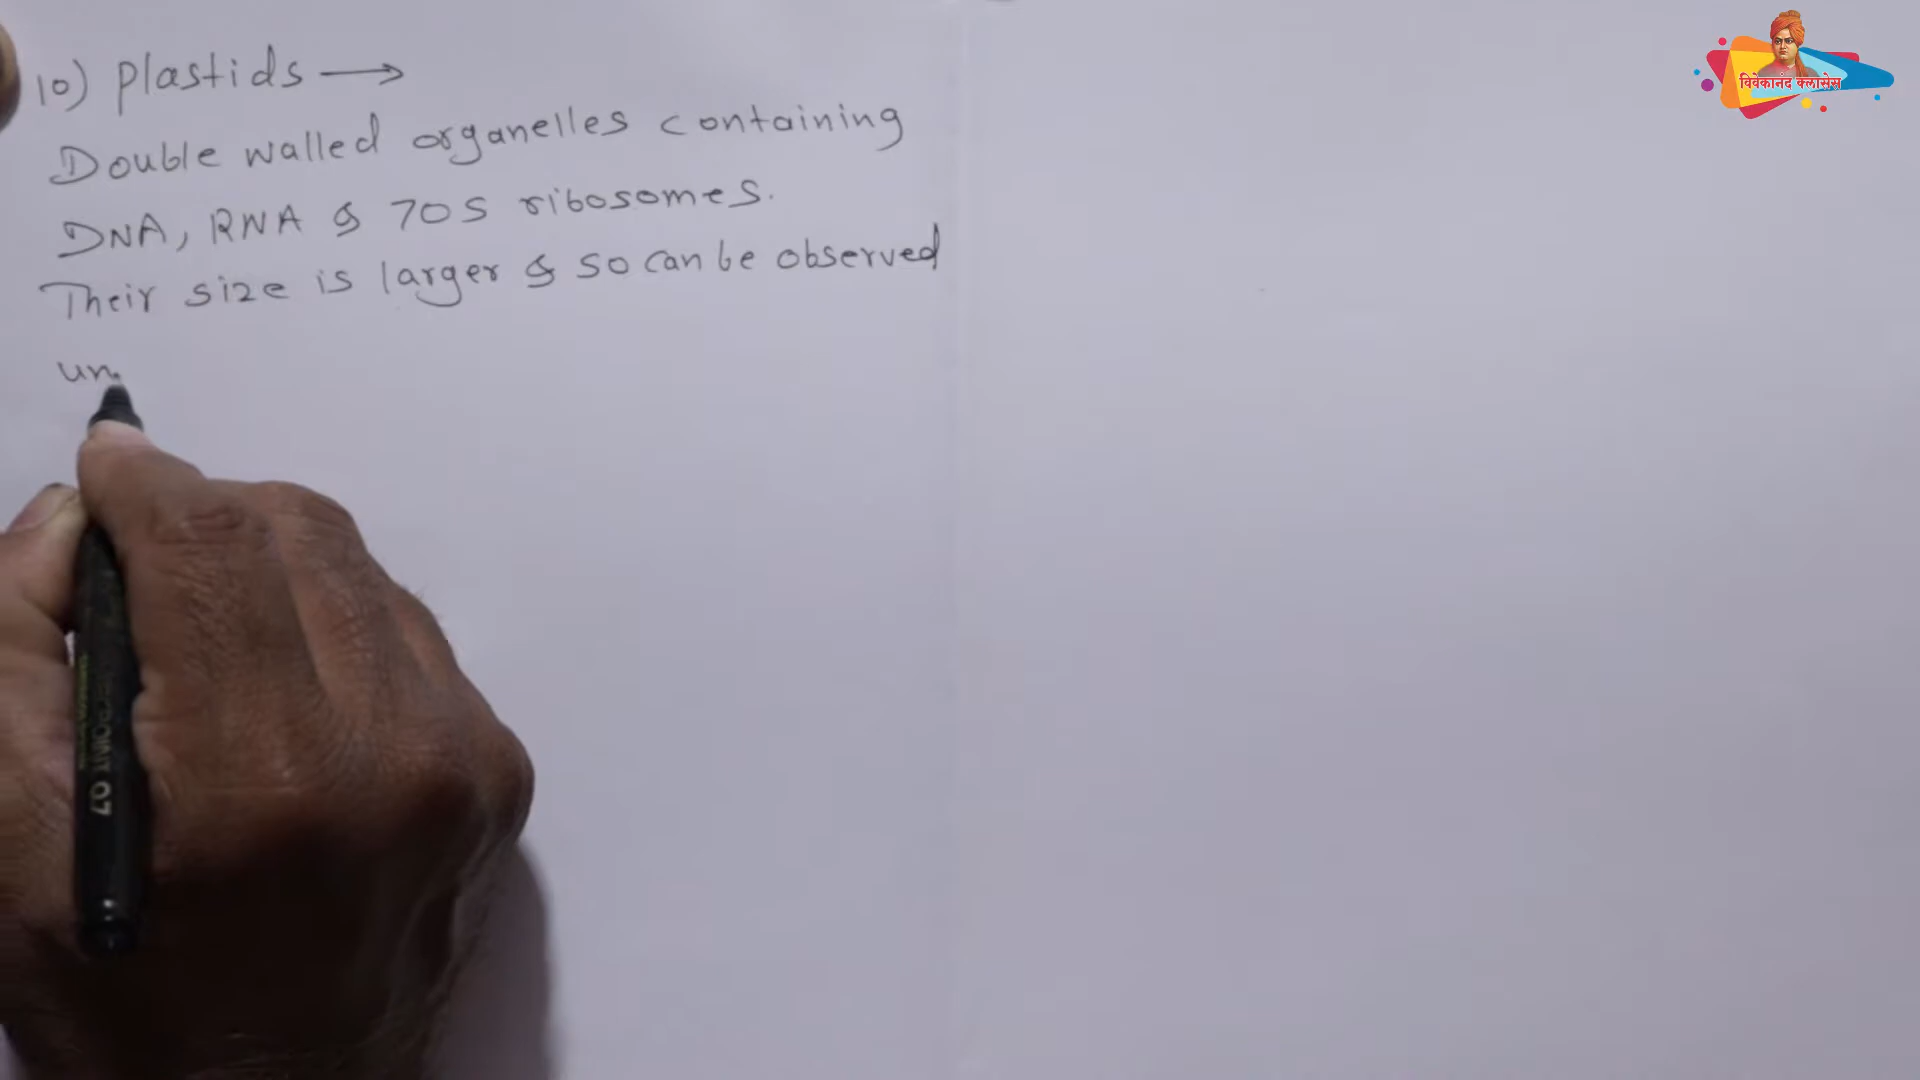 10) Plastids →
Double walled organelles containing
DNA, RNA & 70S ribosomes.
Their size is larger & so can be observed
un
विवेकानंद क्लासेस
07